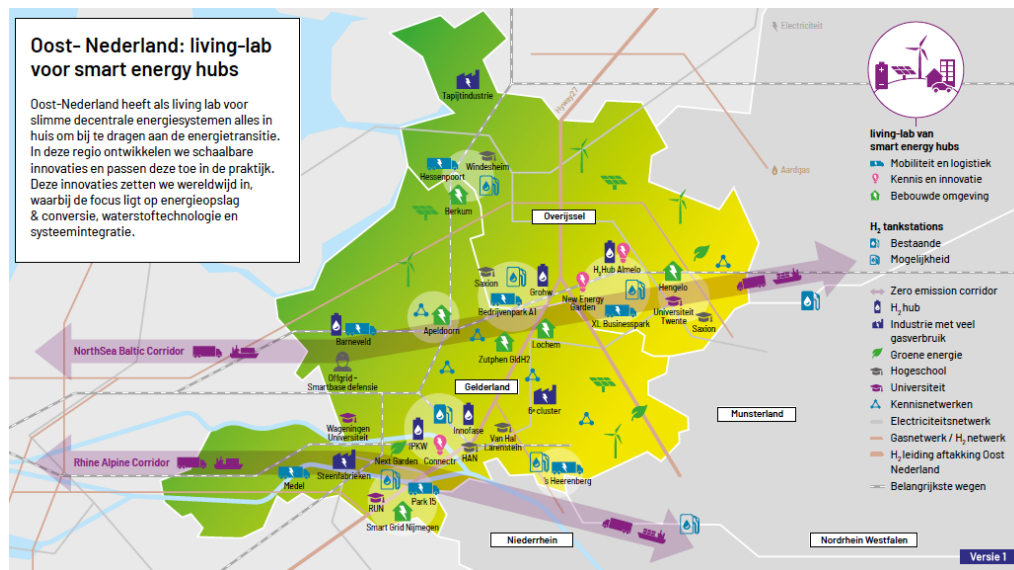 Oost- Nederland: living-lab
voor smart energy hubs
Oost-Nederland heeft als living lab voor
slimme decentrale energiesystemen alles in
huis om bij te dragen aan de energietransitie.
In deze regio ontwikkelen we schaalbare
innovaties en passen deze toe in de praktijk.
Deze innovaties zetten we wereldwijd in,
waarbij de focus ligt op energieopslag
& conversie, waterstoftechnologie en
systeemintegratie.
Electriciteit
Hyway27
Aardgas
Tapijtindustrie
Windesheim
Hessenpoort
Berkum
Overijssel
H₂Hub Almelo
Saxion
Grohw
Bedrijvenpark A1
New Energy
Garden
Hengelo
XL Businesspark
Universiteit
Twente
Saxion
Apeldoorn
Lochem
Zutphen GldH2
Barneveld
NorthSea Baltic Corridor
Offgrid -
Smartbase defensie
Gelderland
6+cluster
Munsterland
Wageningen
Universiteit
IPKW
Innofase
Van Hal
Larenstein
HAN
Next Garden
Connectr
Rhine Alpine Corridor
Steenfabrieken
Medel
's Heerenberg
RUN
Park 15
Smart Grid Nijmegen
Niederrhein
Nordrhein Westfalen
living-lab van
smart energy hubs
Mobiliteit en logistiek
Kennis en innovatie
Bebouwde omgeving
H₂ tankstations
Bestaande
Mogelijkheid
Zero emission corridor
H₂hub
Industrie met veel
gasverbruik
Groene energie
Hogeschool
Universiteit
Kennisnetwerken
Electriciteitsnetwerk
Gasnetwerk / H₂ netwerk
H₂leiding aftakking Oost
Nederland
Belangrijkste wegen
Versie 1